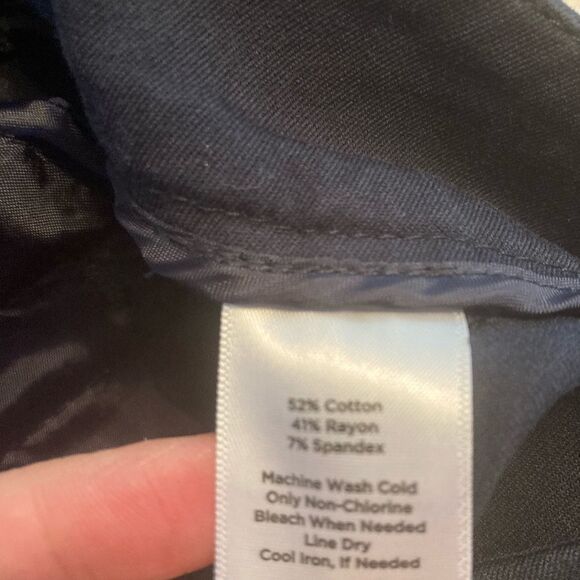 52% Cotton
41% Rayon
7% Spandex
Machine Wash Cold
Only Non-Chlorine
Bleach When Needed
Line Dry
Cool Iron, If Needed